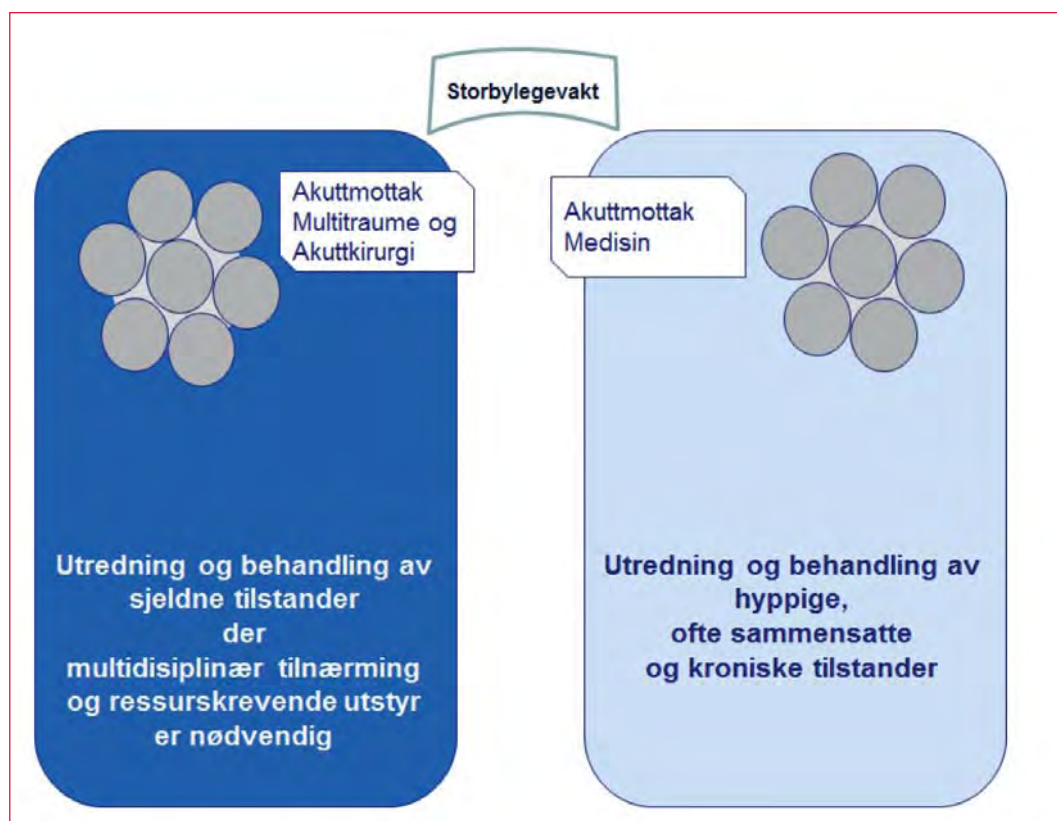 Storbylegevakt
Akuttmottak
Multitraume og
Akuttkirurgi
Akuttmottak
Medisin
Utredning og behandling av
sjeldne tilstander
der
multidisiplinær tilnærming
og ressurskrevende utstyr
er nødvendig
Utredning og behandling av
hyppige,
ofte sammensatte
og kroniske tilstander